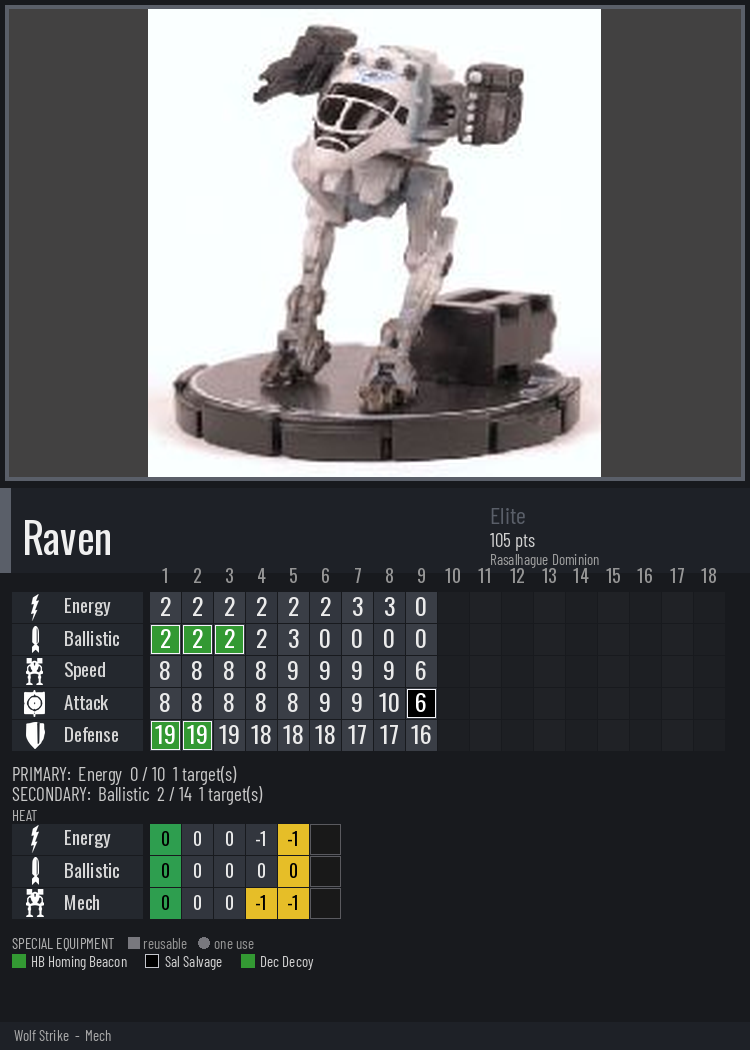 Raven
Elite
105 pts
Rasalhague Dominion
1 2 3 4 5 6 7 8 9 10 11 12 13 14 15 16 17 18
Energy 2 2 2 2 2 2 3 3 0
Ballistic 2 2 2 2 3 0 0 0 0
Speed 8 8 8 8 9 9 9 9 6
Attack 8 8 8 8 8 9 9 10 6
Defense 19 19 19 18 18 18 17 17 16
PRIMARY: Energy 0 / 10 1 target(s)
SECONDARY: Ballistic 2 / 14 1 target(s)
HEAT
Energy 0 0 0 -1 -1
Ballistic 0 0 0 0 0
Mech 0 0 0 -1 -1
SPECIAL EQUIPMENT reusable one use
HB Homing Beacon Sal Salvage Dec Decoy
Wolf Strike - Mech